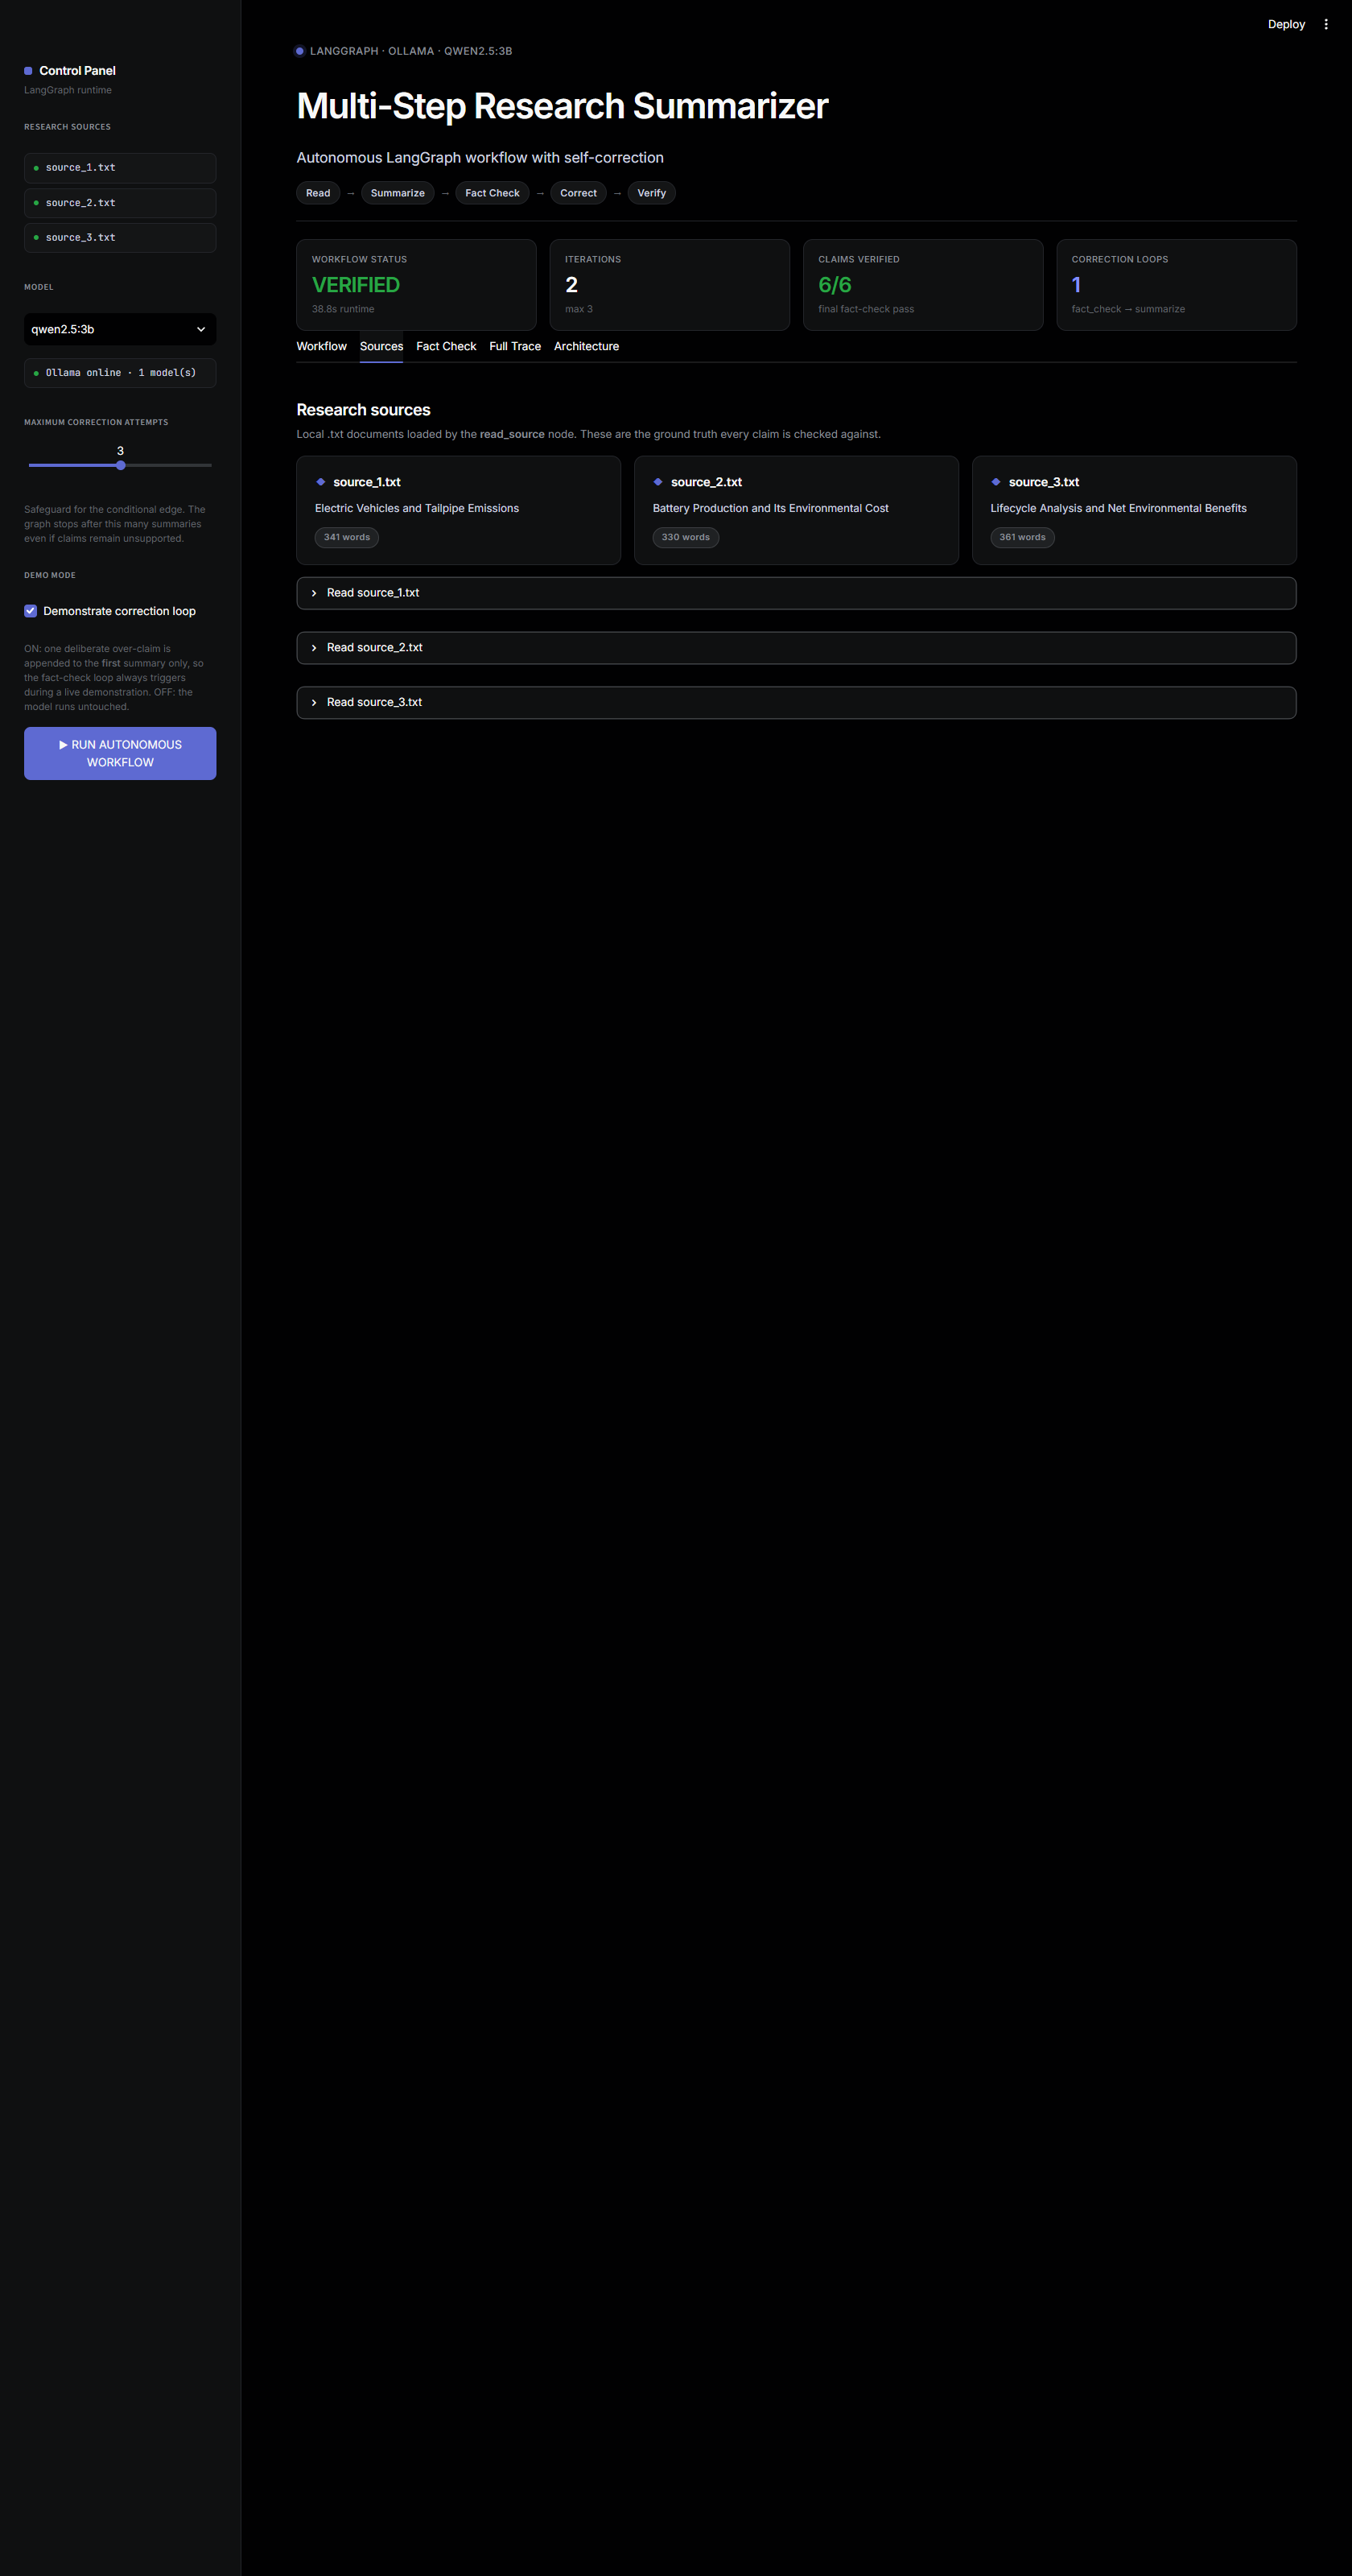 Deploy
Control Panel
LangGraph runtime
RESEARCH SOURCES
source_1.txt
source_2.txt
source_3.txt
MODEL
qwen2.5:3b
Ollama online · 1 model(s)
MAXIMUM CORRECTION ATTEMPTS
3
Safeguard for the conditional edge. The
graph stops after this many summaries
even if claims remain unsupported.
DEMO MODE
Demonstrate correction loop
ON: one deliberate over-claim is
appended to the first summary only, so
the fact-check loop always triggers
during a live demonstration. OFF: the
model runs untouched.
▶ RUN AUTONOMOUS
WORKFLOW
LANGGRAPH · OLLAMA · QWEN2.5:3B
Multi-Step Research Summarizer
Autonomous LangGraph workflow with self-correction
Read → Summarize → Fact Check → Correct → Verify
WORKFLOW STATUS
VERIFIED
38.8s runtime
ITERATIONS
2
max 3
CLAIMS VERIFIED
6/6
final fact-check pass
CORRECTION LOOPS
1
fact_check → summarize
Workflow Sources Fact Check Full Trace Architecture
Research sources
Local .txt documents loaded by the read_source node. These are the ground truth every claim is checked against.
source_1.txt
Electric Vehicles and Tailpipe Emissions
341 words
source_2.txt
Battery Production and Its Environmental Cost
330 words
source_3.txt
Lifecycle Analysis and Net Environmental Benefits
361 words
Read source_1.txt
Read source_2.txt
Read source_3.txt